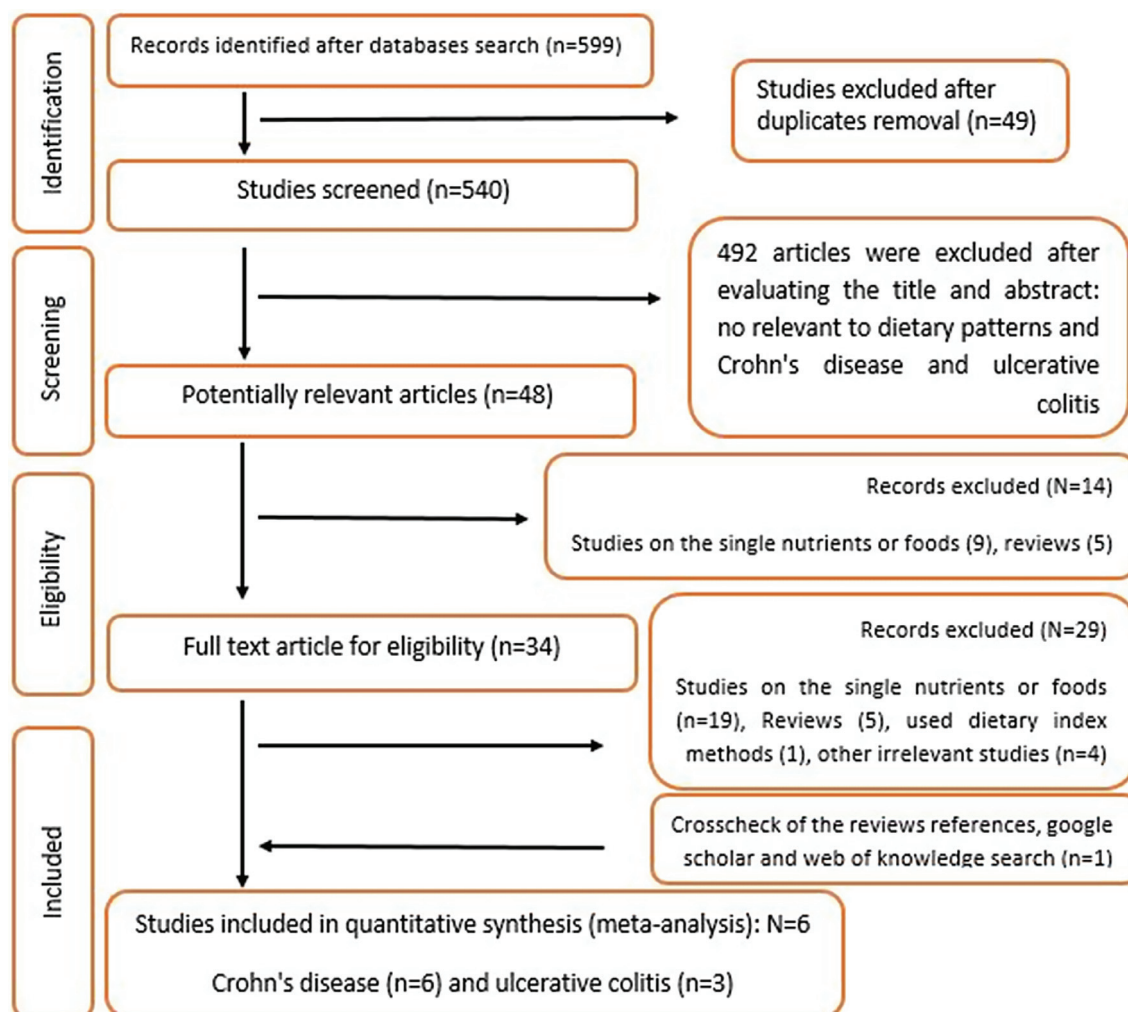 Identification
Records identified after databases search (n=599)
Studies excluded after
duplicates removal (n=49)
Studies screened (n=540)
Screening
492 articles were excluded after
evaluating the title and abstract:
no relevant to dietary patterns and
Crohn's disease and ulcerative
colitis
Potentially relevant articles (n=48)
Eligibility
Records excluded (N=14)
Studies on the single nutrients or foods (9), reviews (5)
Full text article for eligibility (n=34)
Records excluded (N=29)
Studies on the single nutrients or foods
(n=19), Reviews (5), used dietary index
methods (1), other irrelevant studies (n=4)
Included
Crosscheck of the reviews references, google
scholar and web of knowledge search (n=1)
Studies included in quantitative synthesis (meta-analysis): N=6
Crohn's disease (n=6) and ulcerative colitis (n=3)